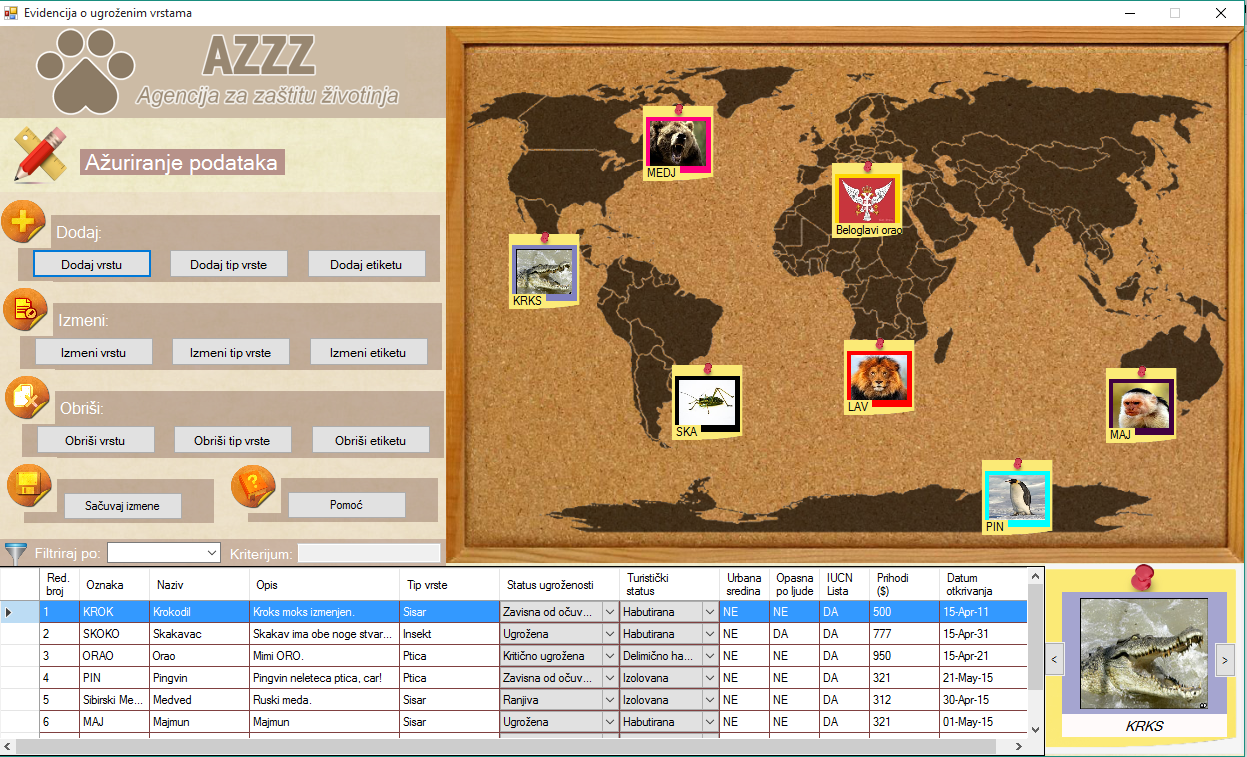 Evidencija o ugroženim vrstama
AZZZ
Agencija za zaštitu životinja
Ažuriranje podataka
Dodaj:
Dodaj vrstu
Dodaj tip vrste
Dodaj etiketu
Izmeni:
Izmeni vrstu
Izmeni tip vrste
Izmeni etiketu
Obriši:
Obriši vrstu
Obriši tip vrste
Obriši etiketu
Sačuvaj izmene
Pomoć
Filtriraj po:
Kriterijum:
MEDJ
Beloglavi orao
KRKS
SKA
LAV
MAJ
PIN
Red. broj Oznaka Naziv Opis Tip vrste Status ugroženosti Turistički status Urbana sredina Opasna po ljude IUCN Lista Prihodi ($) Datum otkrivanja
1 KROK Krokodil Kroks moks izmenjen. Sisar Zavisna od očuv... Habutirana NE NE DA 500 15-Apr-11
2 SKOKO Skakavac Skakav ima obe noge stvar... Insekt Ugrožena Habutirana NE DA DA 777 15-Apr-31
3 ORAO Orao Mimi ORO. Ptica Kritično ugrožena Delimično ha... NE NE DA 950 15-Apr-21
4 PIN Pingvin Pingvin neleteca ptica, car! Ptica Zavisna od očuv... Izolovana NE NE DA 321 21-May-15
5 Sibirski Me... Medved Ruski meda. Sisar Ranjiva Izolovana NE NE DA 312 30-Apr-15
6 MAJ Majmun Majmun Sisar Ugrožena Habutirana NE NE DA 321 01-May-15
<
>
KRKS